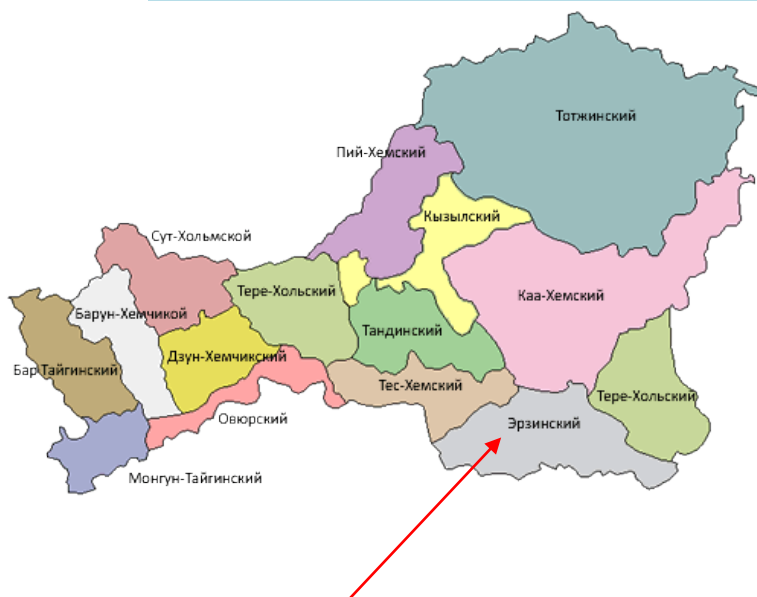 Тотжинский
Пий-Хемский
Кызылский
Сут-Хольмской
Тере-Хольский
Каа-Хемский
Барун-Хемчикой
Тандинский
Дзун-Хемчикский
Бар Тайгинский
Тес-Хемский
Тере-Хольский
Овюрский
Эрзинский
Монгун-Тайгинский